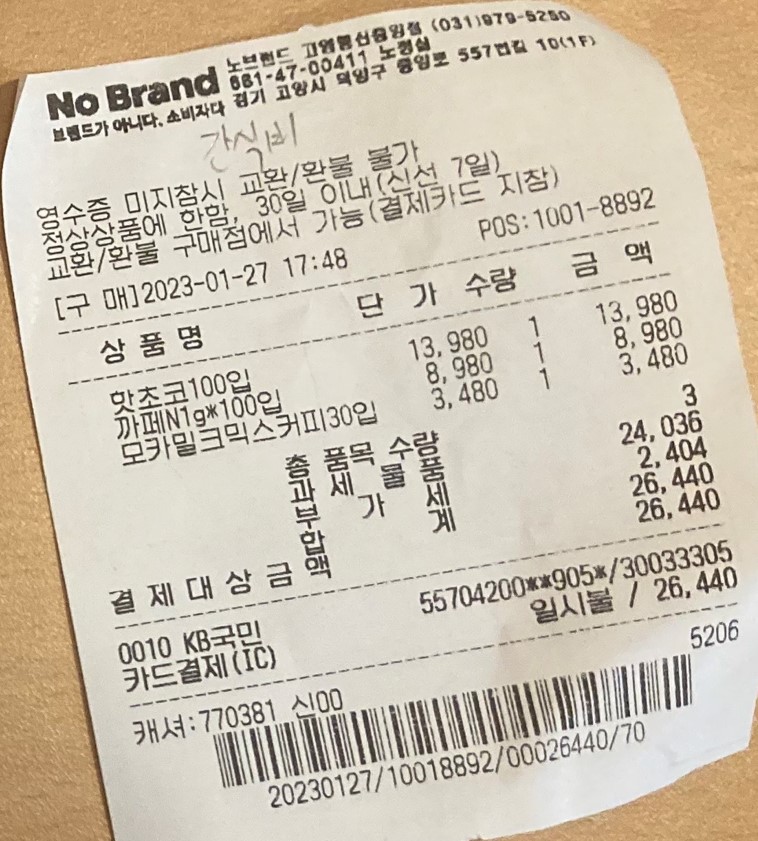 No Brand
노브랜드 고양통신중앙점 (031)979-5250
681-47-00411 노경실
브랜드가 아니다. 소비자다 경기 고양시 덕양구 중앙로 557번길 10(1F)
간식비
영수증 미지참시 교환/환불 불가
정상상품에 한함, 30일 이내(신선 7일)
교환/환불 구매점에서 가능(결제카드 지참)
[구 매]2023-01-27 17:48 POS:1001-8892
상 품 명 단 가 수량 금 액
핫초코100입 13,980 1 13,980
까페N1g*100입 8,980 1 8,980
모카밀크믹스커피30입 3,480 1 3,480
총 품목 수량 3
과 세 물 품 24,036
부 가 세 2,404
합 계 26,440
결 제 대 상 금 액 26,440
0010 KB국민 55704200**905*/30033305
카드결제(IC) 일시불 / 26,440
5206
캐셔:770381 신00
20230127/10018892/00026440/70